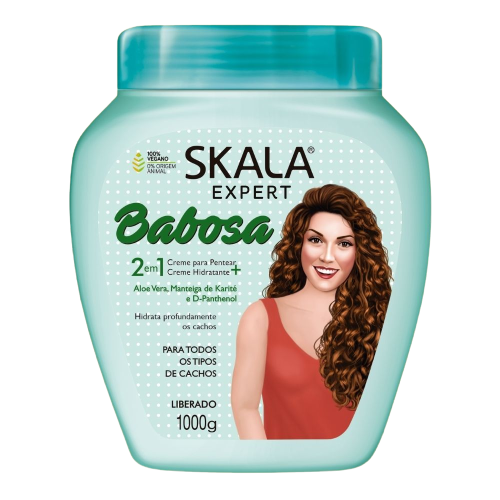 100%
VEGANO
0% ORIGEM
ANIMAL
SKALA®
EXPERT
Babosa
2 em 1 Creme para Pentear +
Creme Hidratante
Aloe Vera, Manteiga de Karité
e D-Panthenol
Hidrata profundamente
os cachos
PARA TODOS
OS TIPOS
DE CACHOS
LIBERADO
1000g